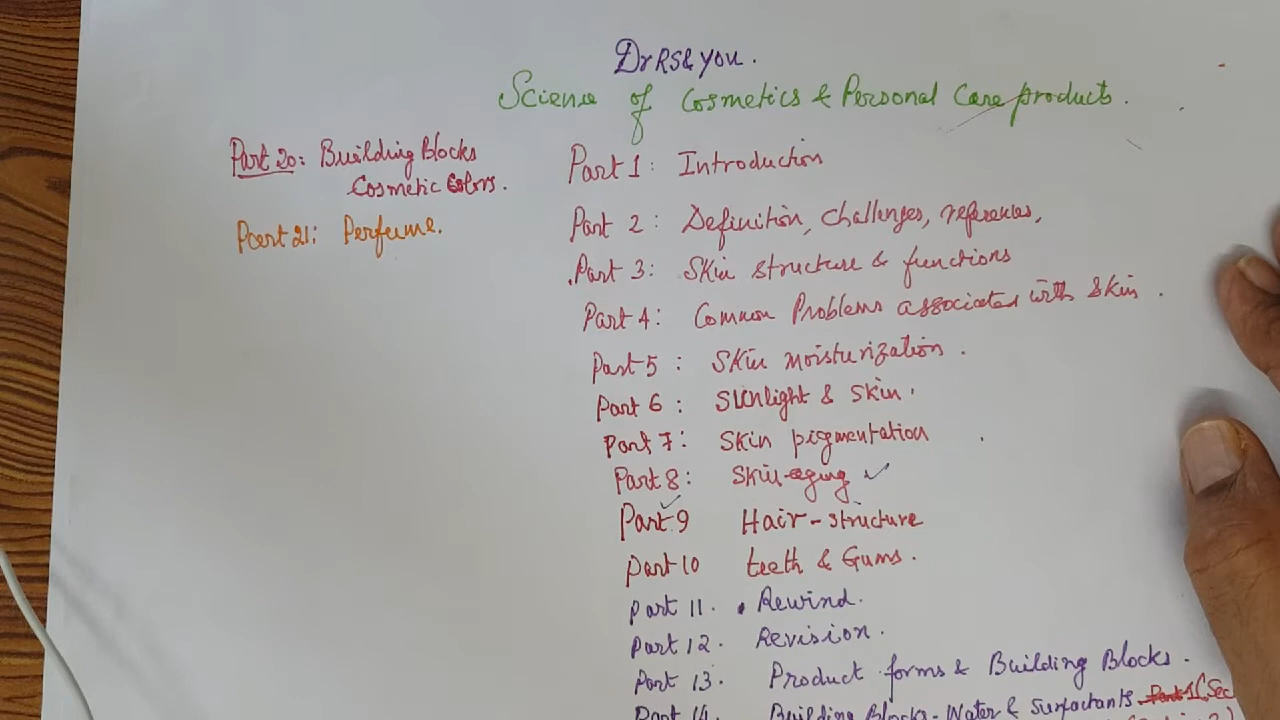 Dr RS & you.
Science of Cosmetics & Personal Care products.
Part 20: Building Blocks
Cosmetic Colors.
Part 21: Perfume.
Part 1: Introduction
Part 2: Definition, challenges, references,
Part 3: Skin structure & functions
Part 4: Common Problems associated with skin.
Part 5: Skin moisturization.
Part 6: Sunlight & skin.
Part 7: Skin pigmentation
Part 8: Skin-aging
Part 9 Hair-structure
Part 10 Teeth & Gums.
Part 11. Rewind.
Part 12. Revision.
Part 13. Product forms & Building Blocks.
Part 14 Building Blocks-Water & surfactants